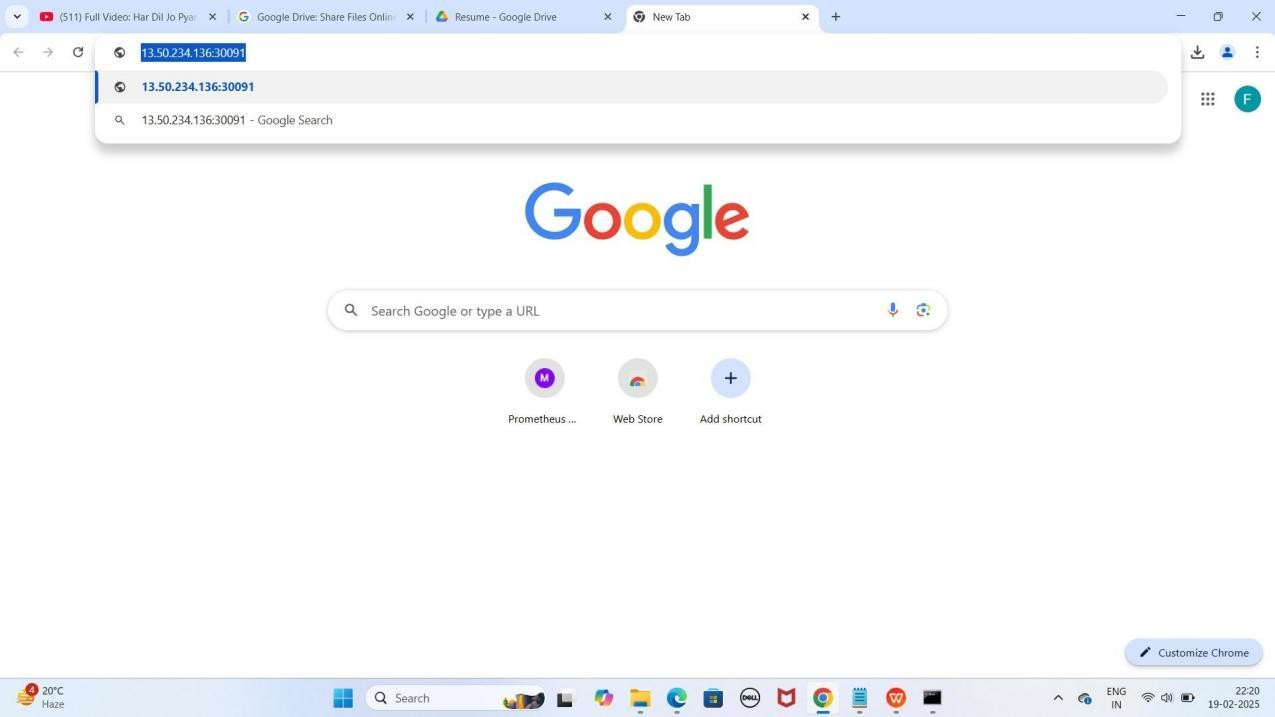 (511) Full Video: Har Dil Jo Pyar
Google Drive: Share Files Online
Resume - Google Drive
New Tab
13.50.234.136:30091
13.50.234.136:30091
13.50.234.136:30091 - Google Search
F
Google
Search Google or type a URL
M
Prometheus ...
Web Store
Add shortcut
Customize Chrome
4
20°C
Haze
Search
DELL
W
ENG
IN
22:20
19-02-2025